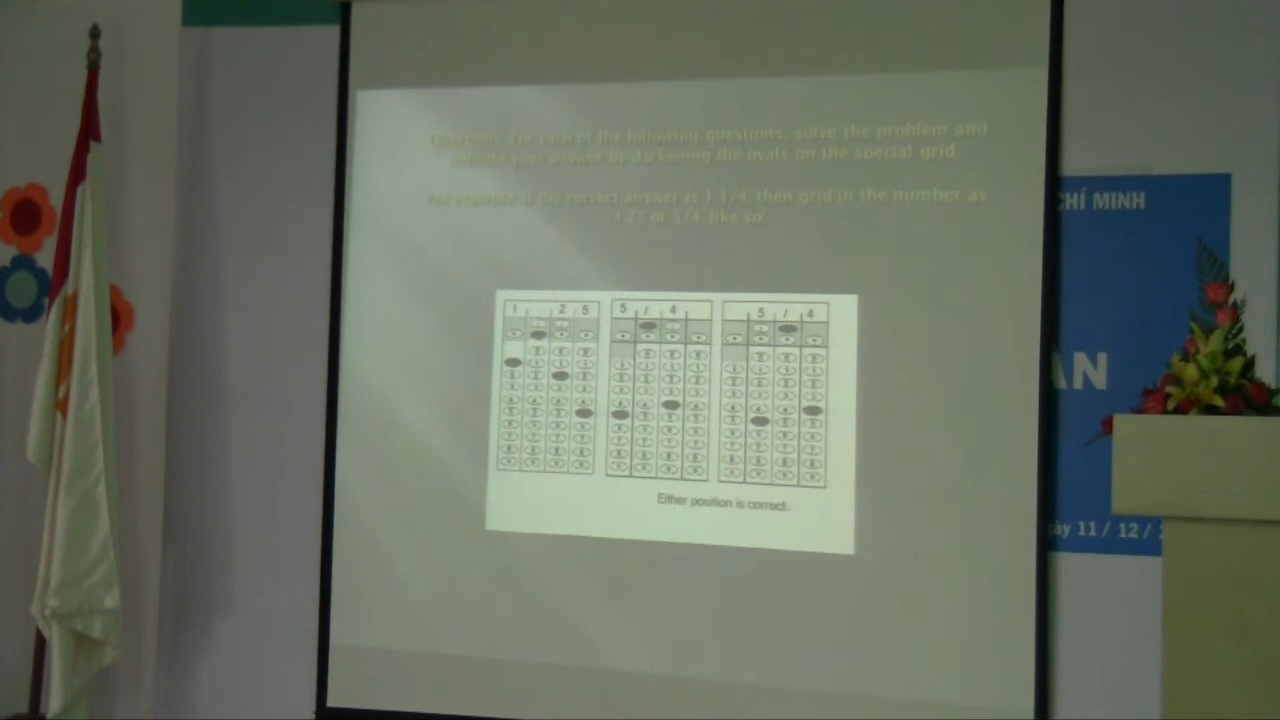 Directions: For each of the following questions, solve the problem and
indicate your answer by darkening the ovals on the special grid.
For example: If the correct answer is 1 1/4, then grid in the number as
1.25 or 5/4, like so:
1 . 2 5
5 / 4
5 / 4
Either position is correct.
CHÍ MINH
ÀN
11 / 12 /